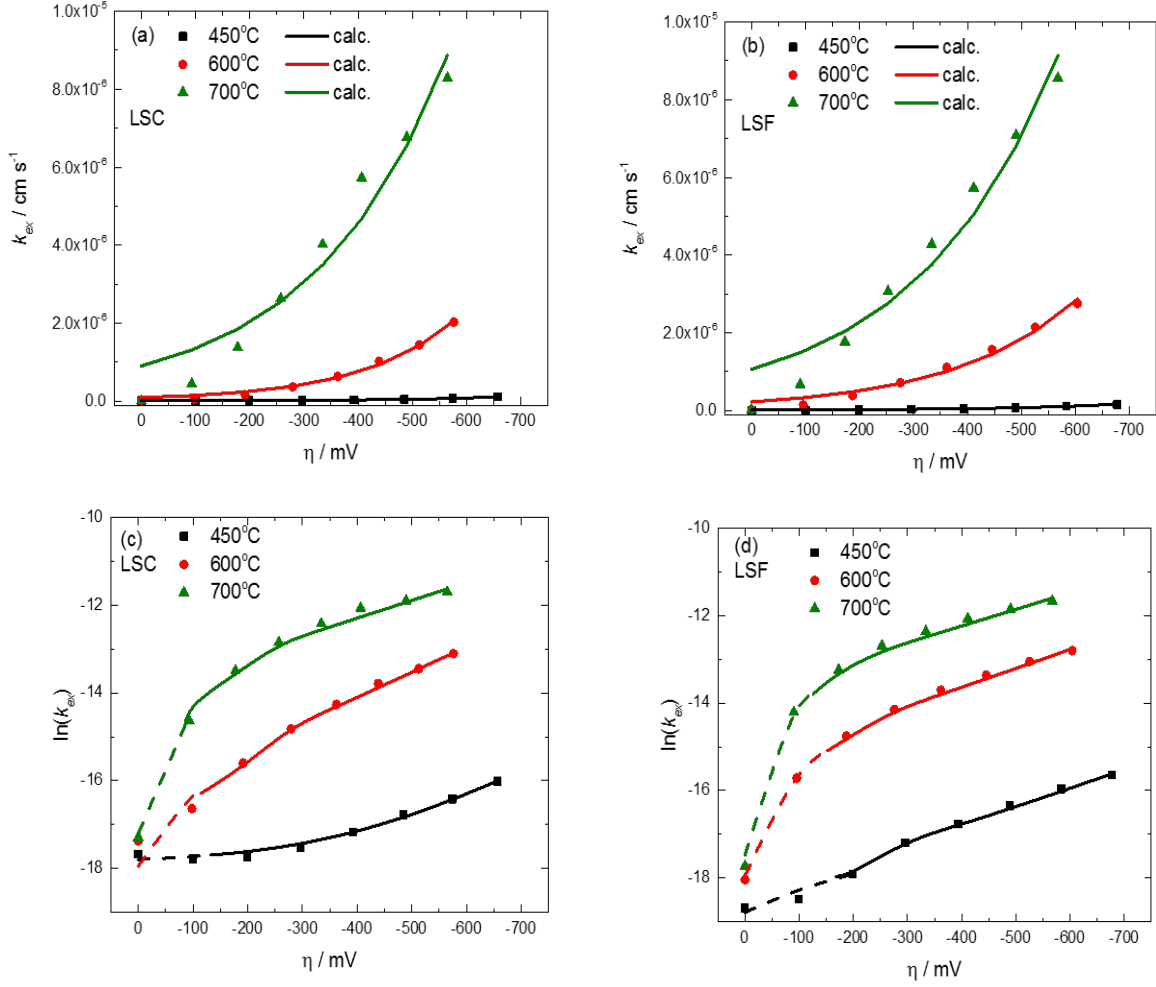 (a)
450°C calc.
600°C calc.
700°C calc.
LSC
1.0x10⁻⁵
8.0x10⁻⁶
6.0x10⁻⁶
4.0x10⁻⁶
2.0x10⁻⁶
0.0
k_ex / cm s⁻¹
0 -100 -200 -300 -400 -500 -600 -700
η / mV
(b)
450°C calc.
600°C calc.
700°C calc.
LSF
1.0x10⁻⁵
8.0x10⁻⁶
6.0x10⁻⁶
4.0x10⁻⁶
2.0x10⁻⁶
0.0
k_ex / cm s⁻¹
0 -100 -200 -300 -400 -500 -600 -700
η / mV
(c)
LSC
450°C
600°C
700°C
-10
-12
-14
-16
-18
ln(k_ex)
0 -100 -200 -300 -400 -500 -600 -700
η / mV
(d)
LSF
450°C
600°C
700°C
-10
-12
-14
-16
-18
ln(k_ex)
0 -100 -200 -300 -400 -500 -600 -700
η / mV